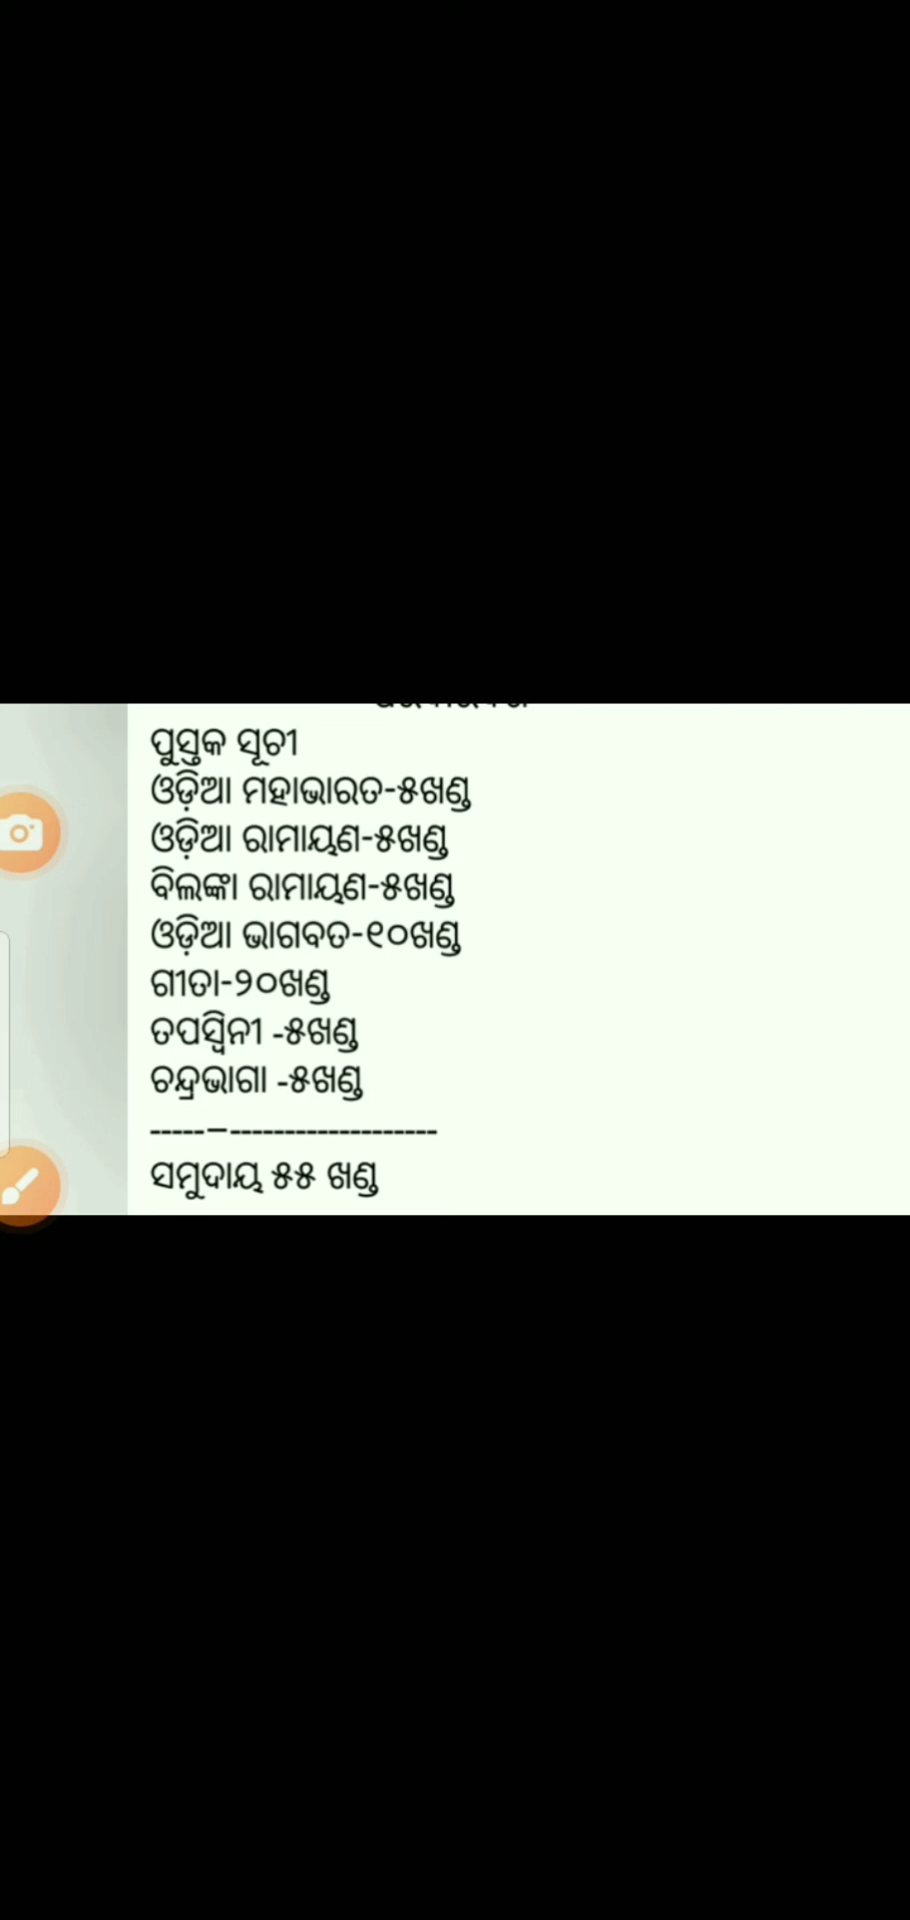 ପୁସ୍ତକ ସୂଚୀ
ଓଡ଼ିଆ ମହାଭାରତ-୫ଖଣ୍ଡ
ଓଡ଼ିଆ ରାମାୟଣ-୫ଖଣ୍ଡ
ବିଲଙ୍କା ରାମାୟଣ-୫ଖଣ୍ଡ
ଓଡ଼ିଆ ଭାଗବତ-୧୦ଖଣ୍ଡ
ଗୀତା-୨୦ଖଣ୍ଡ
ତପସ୍ୱିନୀ -୫ଖଣ୍ଡ
ଚନ୍ଦ୍ରଭାଗା -୫ଖଣ୍ଡ
-----–-------------------
ସମୁଦାୟ ୫୫ ଖଣ୍ଡ